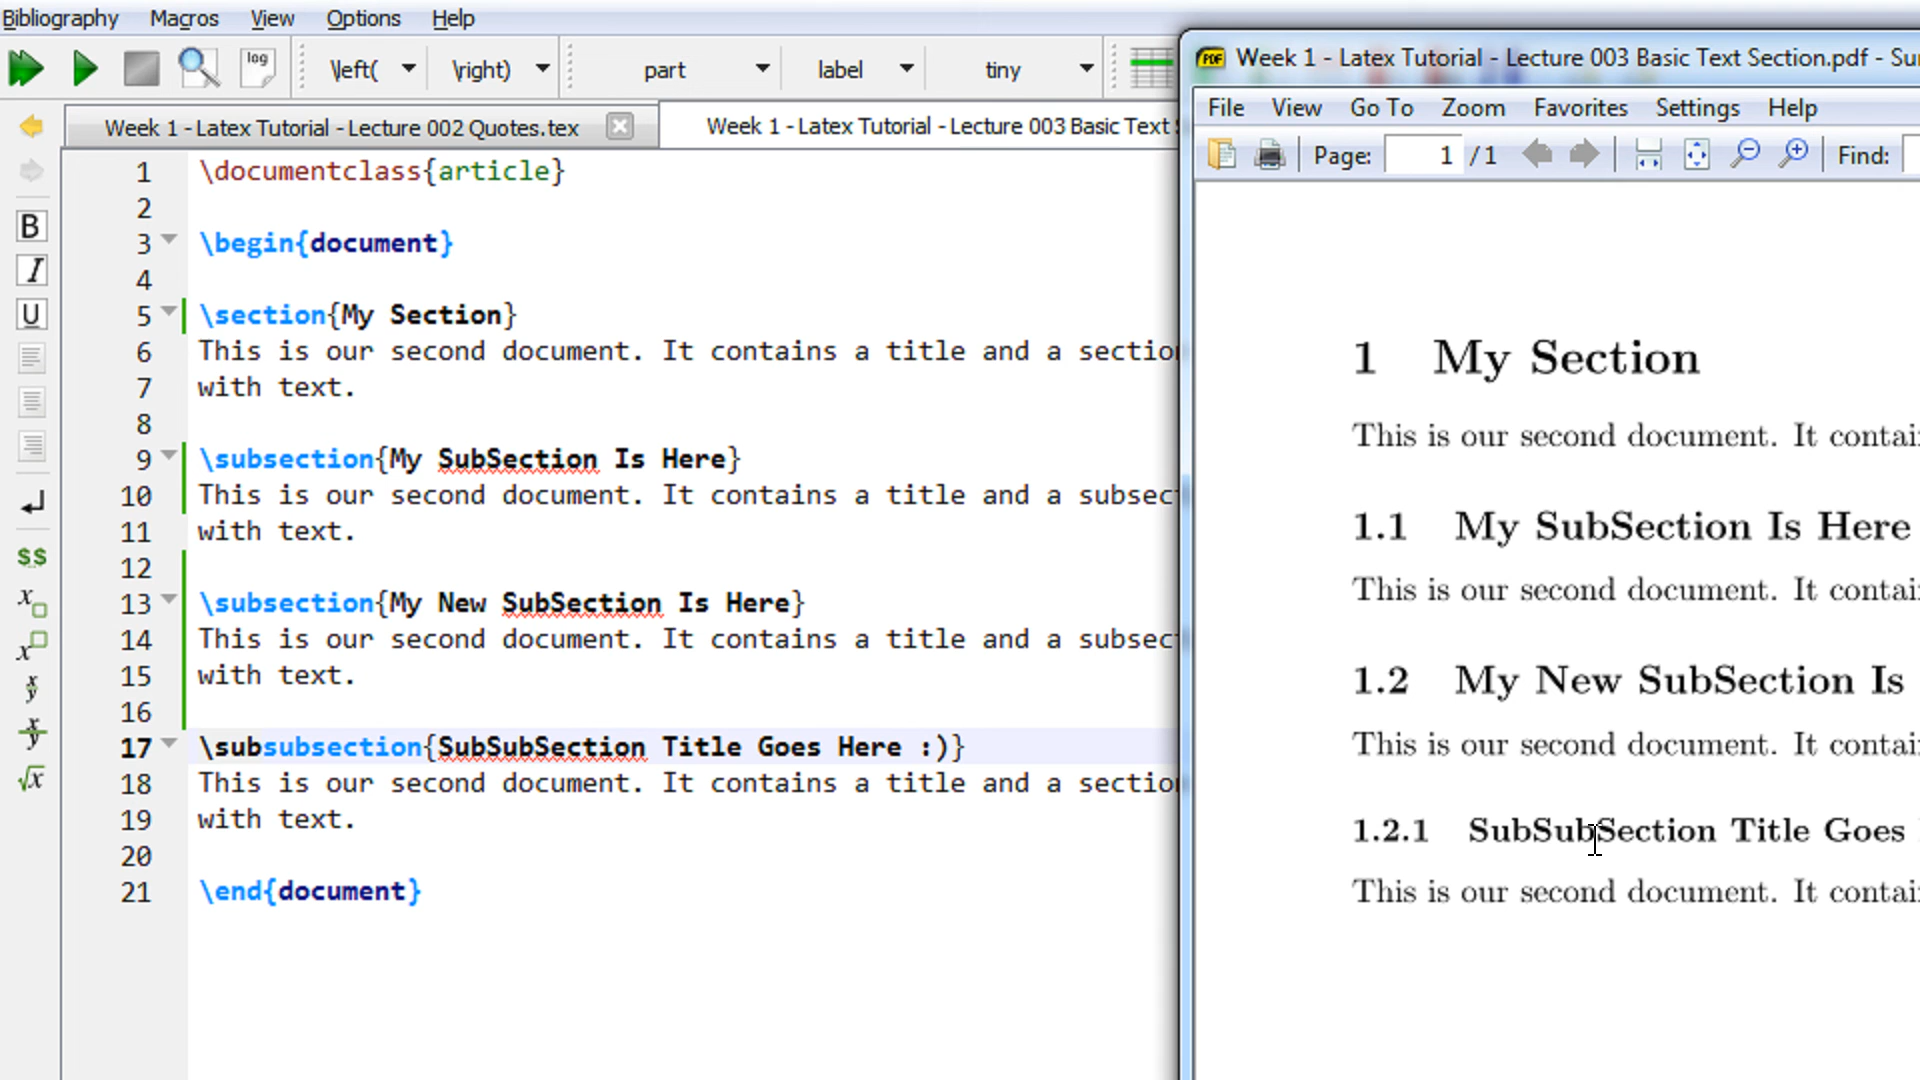 Bibliography Macros View Options Help
log \left( \right) part label tiny
Week 1 - Latex Tutorial - Lecture 002 Quotes.tex Week 1 - Latex Tutorial - Lecture 003 Basic Text
1 \documentclass{article}
2
3 \begin{document}
4
5 \section{My Section}
6 This is our second document. It contains a title and a section
7 with text.
8
9 \subsection{My SubSection Is Here}
10 This is our second document. It contains a title and a subsect
11 with text.
12
13 \subsection{My New SubSection Is Here}
14 This is our second document. It contains a title and a subsect
15 with text.
16
17 \subsubsection{SubSubSection Title Goes Here :)}
18 This is our second document. It contains a title and a section
19 with text.
20
21 \end{document}
B
I
U
$$
x
x
x/y
x/y
√x
PDF Week 1 - Latex Tutorial - Lecture 003 Basic Text Section.pdf - Su
File View Go To Zoom Favorites Settings Help
Page: 1 / 1 Find:
1 My Section
This is our second document. It contai
1.1 My SubSection Is Here
This is our second document. It contai
1.2 My New SubSection Is
This is our second document. It contai
1.2.1 SubSubSection Title Goes
This is our second document. It contai